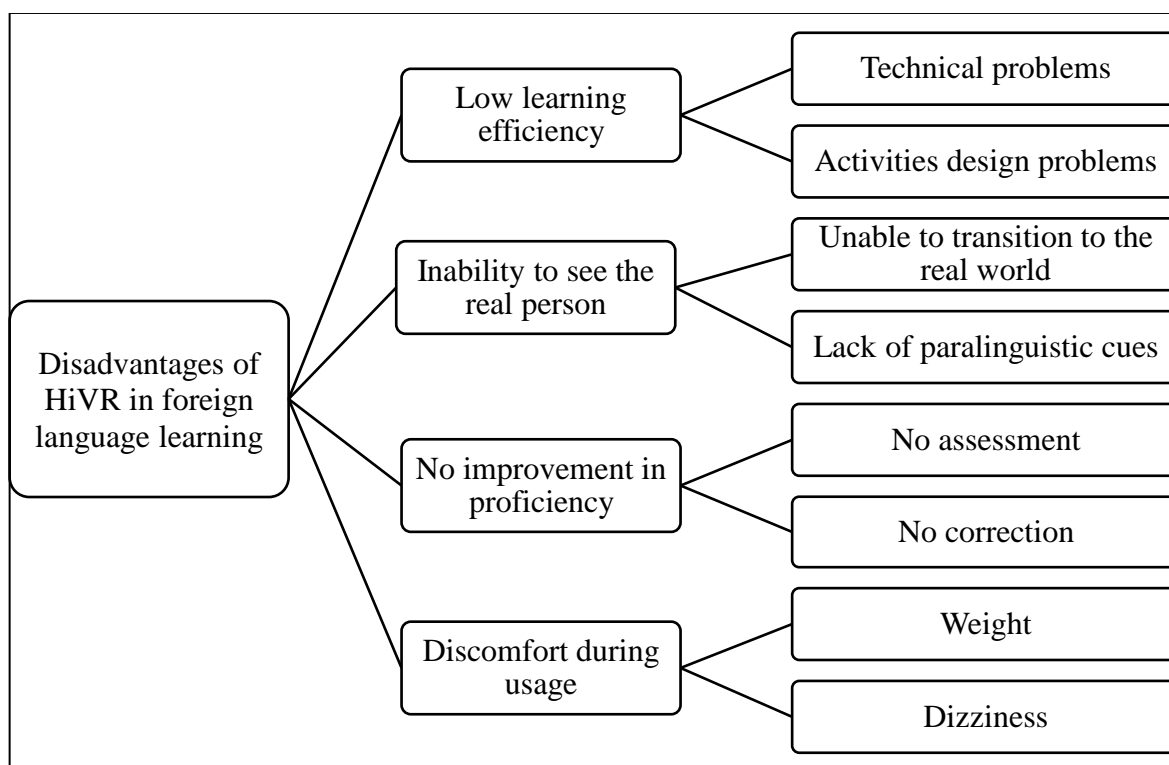 Disadvantages of
HiVR in foreign
language learning
Low learning
efficiency
Technical problems
Activities design problems
Inability to see the
real person
Unable to transition to the
real world
Lack of paralinguistic cues
No improvement in
proficiency
No assessment
No correction
Discomfort during
usage
Weight
Dizziness